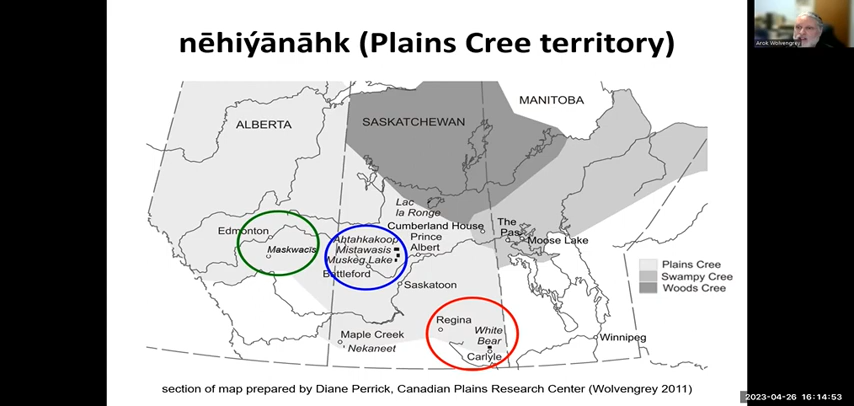 nēhiýānāhk (Plains Cree territory)
Arok Wolvengrey
MANITOBA
SASKATCHEWAN
ALBERTA
Lac
la Ronge
Cumberland House
The
Pas
Edmonton
Prince
Albert
Moose Lake
Ahtahkakoop
Maskwacîs
Mistawasis
Muskeg Lake
Battleford
Saskatoon
Plains Cree
Swampy Cree
Woods Cree
Regina
White
Bear
Maple Creek
Nekaneet
Carlyle
Winnipeg
section of map prepared by Diane Perrick, Canadian Plains Research Center (Wolvengrey 2011)
2023-04-26 16:14:53